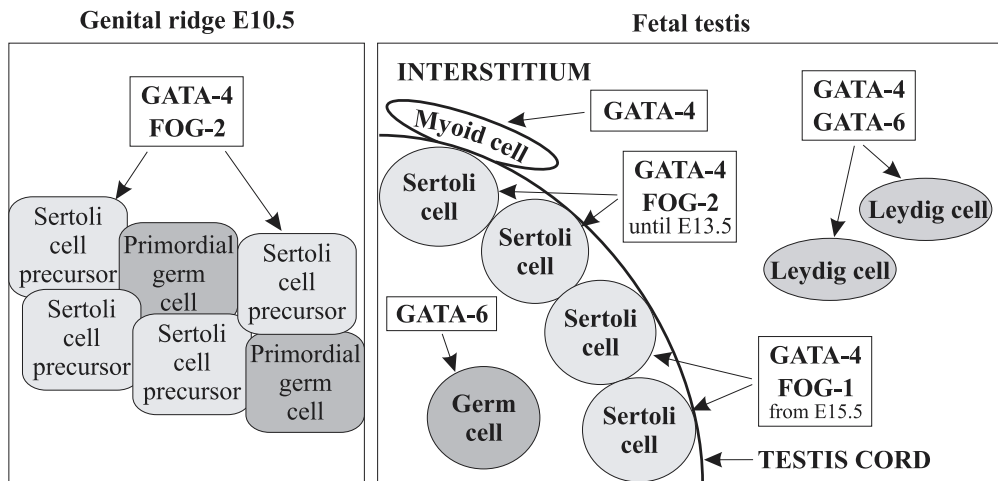 Genital ridge E10.5
GATA-4
FOG-2
Sertoli
cell
precursor
Primordial
germ
cell
Sertoli
cell
precursor
Sertoli
cell
precursor
Sertoli
cell
precursor
Primordial
germ
cell
Fetal testis
INTERSTITIUM
Myoid cell
GATA-4
GATA-4
GATA-6
Sertoli
cell
GATA-4
FOG-2
until E13.5
Leydig cell
Leydig cell
Sertoli
cell
GATA-6
Sertoli
cell
GATA-4
FOG-1
from E15.5
Germ
cell
Sertoli
cell
TESTIS CORD